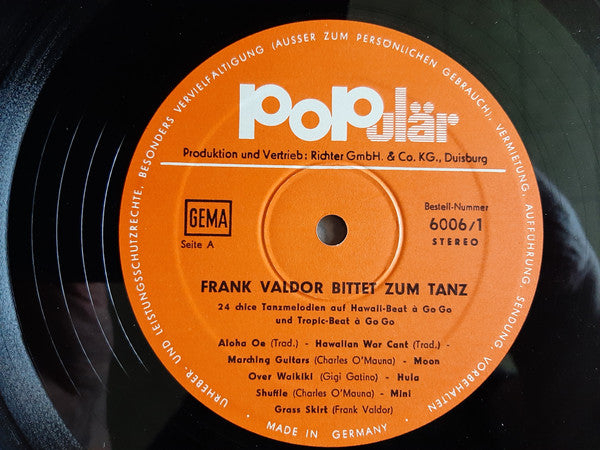 URHEBER- UND LEISTUNGSSCHUTZRECHTE, BESONDERS VERVIELFÄLTIGUNG (AUSSER ZUM PERSÖNLICHEN GEBRAUCH), VERMIETUNG, AUFFÜHRUNG, SENDUNG VORBEHALTEN
POPulär
Produktion und Vertrieb: Richter GmbH. & Co. KG., Duisburg
GEMA
Seite A
Bestell-Nummer
6006/1
STEREO
FRANK VALDOR BITTET ZUM TANZ
24 chice Tanzmelodien auf Hawaii-Beat à Go Go
und Tropic-Beat à Go Go
Aloha Oe (Trad.) - Hawaiian War Cant (Trad.) -
Marching Guitars (Charles O'Mauna) - Moon
Over Waikiki (Gigi Gatino) - Hula
Shuffle (Charles O'Mauna) - Mini
Grass Skirt (Frank Valdor)
• MADE IN GERMANY •